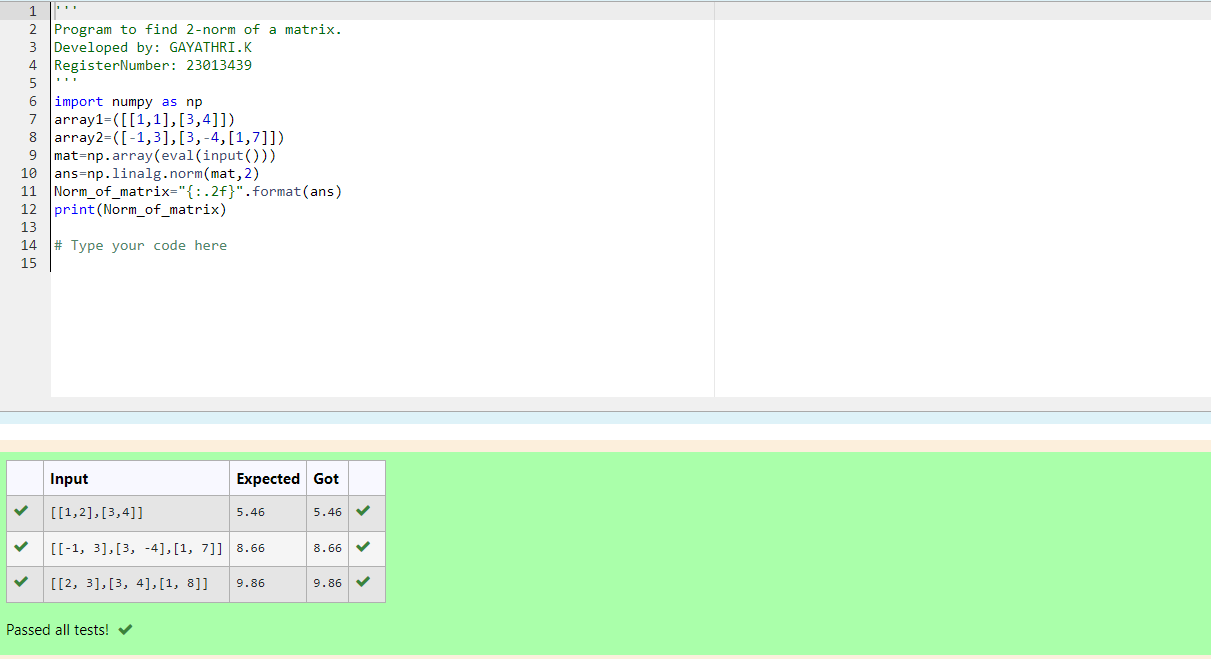 1 '''
2 Program to find 2-norm of a matrix.
3 Developed by: GAYATHRI.K
4 RegisterNumber: 23013439
5 '''
6 import numpy as np
7 array1=([[1,1],[3,4]])
8 array2=([-1,3],[3,-4,[1,7]])
9 mat=np.array(eval(input()))
10 ans=np.linalg.norm(mat,2)
11 Norm_of_matrix="{:.2f}".format(ans)
12 print(Norm_of_matrix)
13
14 # Type your code here
15
Input Expected Got
[[1,2],[3,4]] 5.46 5.46
[[-1, 3],[3, -4],[1, 7]] 8.66 8.66
[[2, 3],[3, 4],[1, 8]] 9.86 9.86
Passed all tests!